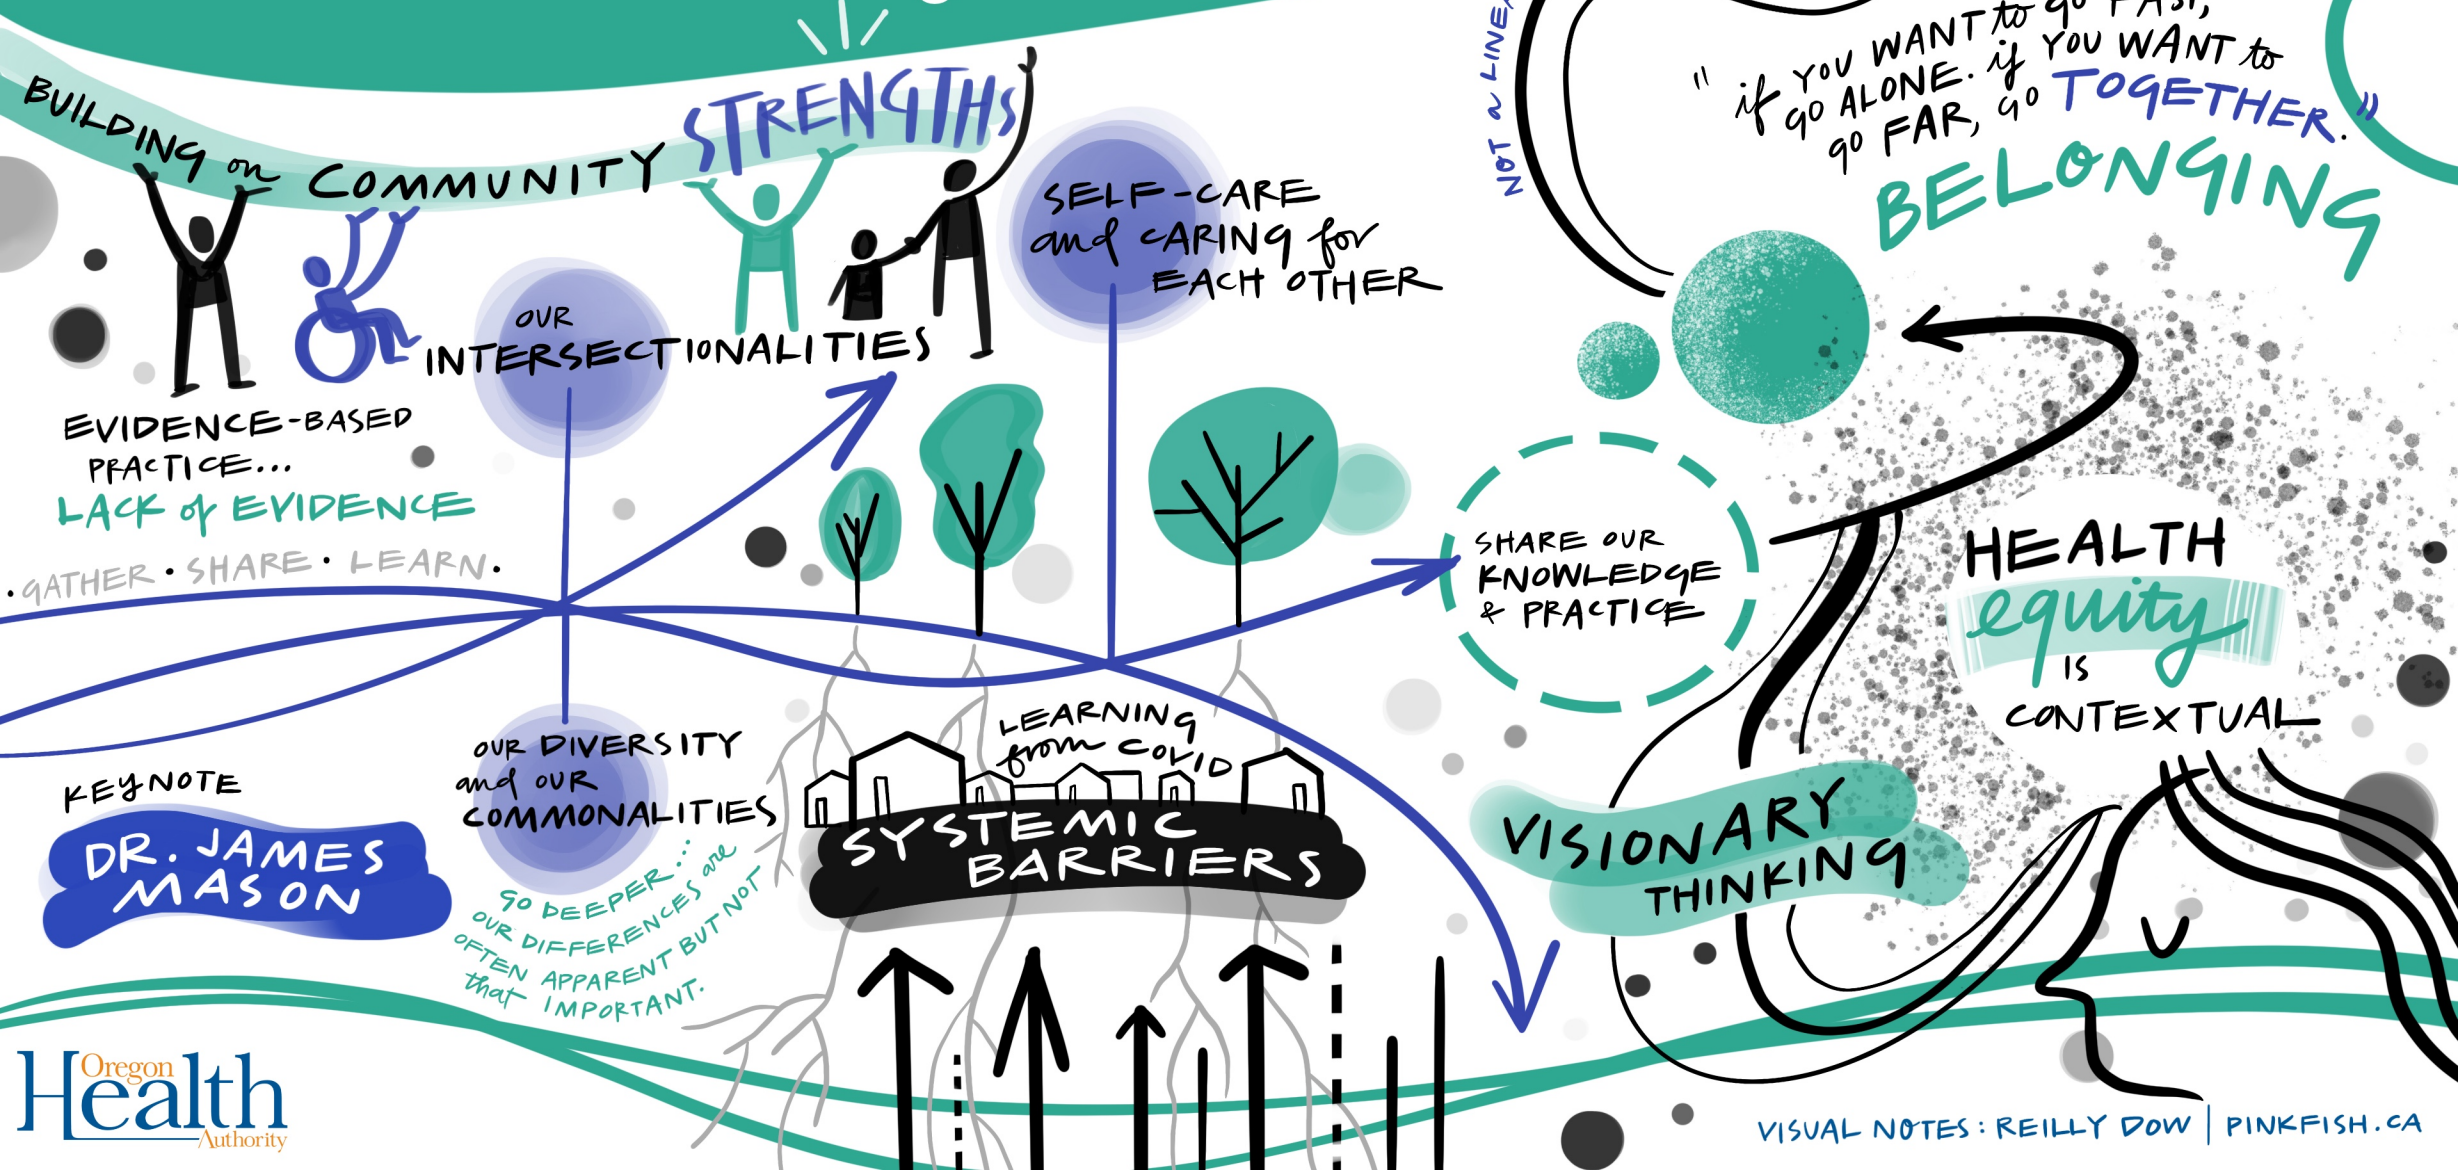 BUILDING on COMMUNITY STRENGTHS
EVIDENCE-BASED
PRACTICE...
LACK of EVIDENCE
• GATHER • SHARE • LEARN •
OUR
INTERSECTIONALITIES
SELF-CARE
and CARING for
EACH OTHER
KEYNOTE
DR. JAMES
MASON
OUR DIVERSITY
and OUR
COMMONALITIES
GO DEEPER...
OUR DIFFERENCES are
OFTEN APPARENT BUT NOT
that IMPORTANT.
LEARNING
from COVID
SYSTEMIC
BARRIERS
NOT a LINEA
"if YOU WANT to go FAST,
go ALONE. if YOU WANT to
go FAR, go TOGETHER."
BELONGING
SHARE OUR
KNOWLEDGE
& PRACTICE
HEALTH
equity
IS
CONTEXTUAL
VISIONARY
THINKING
Oregon
Health
Authority
VISUAL NOTES: REILLY DOW | PINKFISH.CA